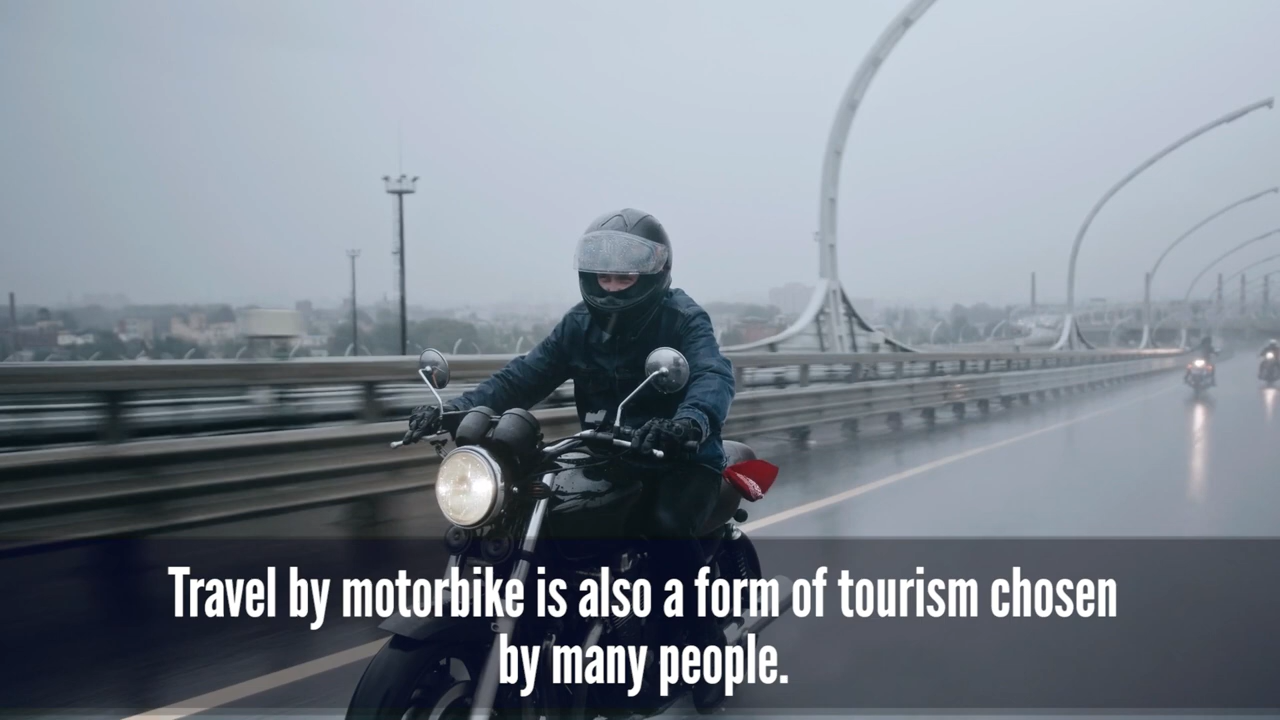 Travel by motorbike is also a form of tourism chosen
by many people.